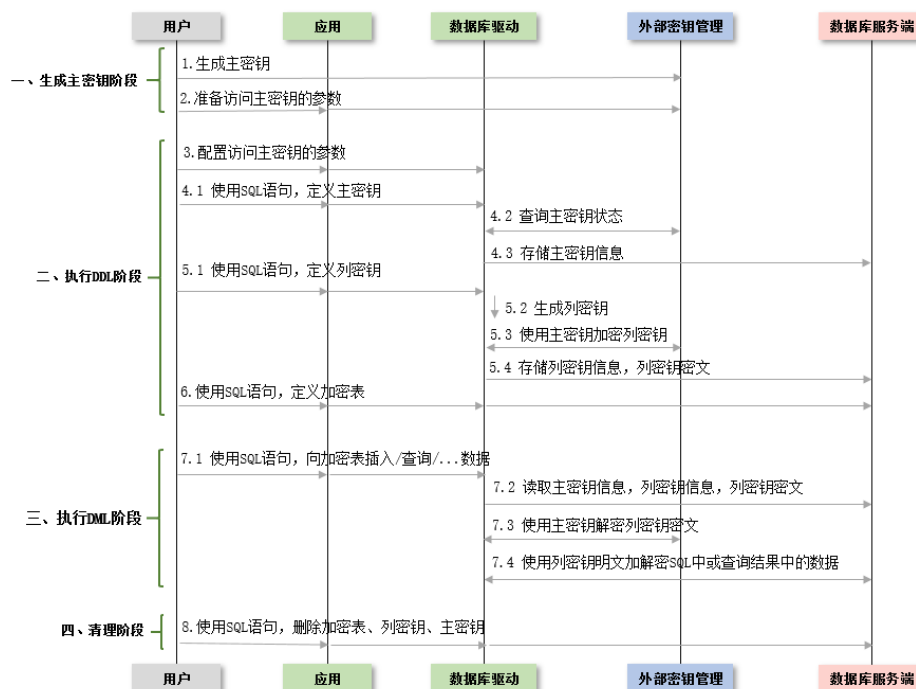 用户 应用 数据库驱动 外部密钥管理 数据库服务端
一、生成主密钥阶段
1.生成主密钥
2.准备访问主密钥的参数
二、执行DDL阶段
3.配置访问主密钥的参数
4.1 使用SQL语句，定义主密钥
4.2 查询主密钥状态
4.3 存储主密钥信息
5.1 使用SQL语句，定义列密钥
5.2 生成列密钥
5.3 使用主密钥加密列密钥
5.4 存储列密钥信息，列密钥密文
6.使用SQL语句，定义加密表
三、执行DML阶段
7.1 使用SQL语句，向加密表插入/查询/...数据
7.2 读取主密钥信息，列密钥信息，列密钥密文
7.3 使用主密钥解密列密钥密文
7.4 使用列密钥明文加解密SQL中或查询结果中的数据
四、清理阶段
8.使用SQL语句，删除加密表、列密钥、主密钥
用户 应用 数据库驱动 外部密钥管理 数据库服务端